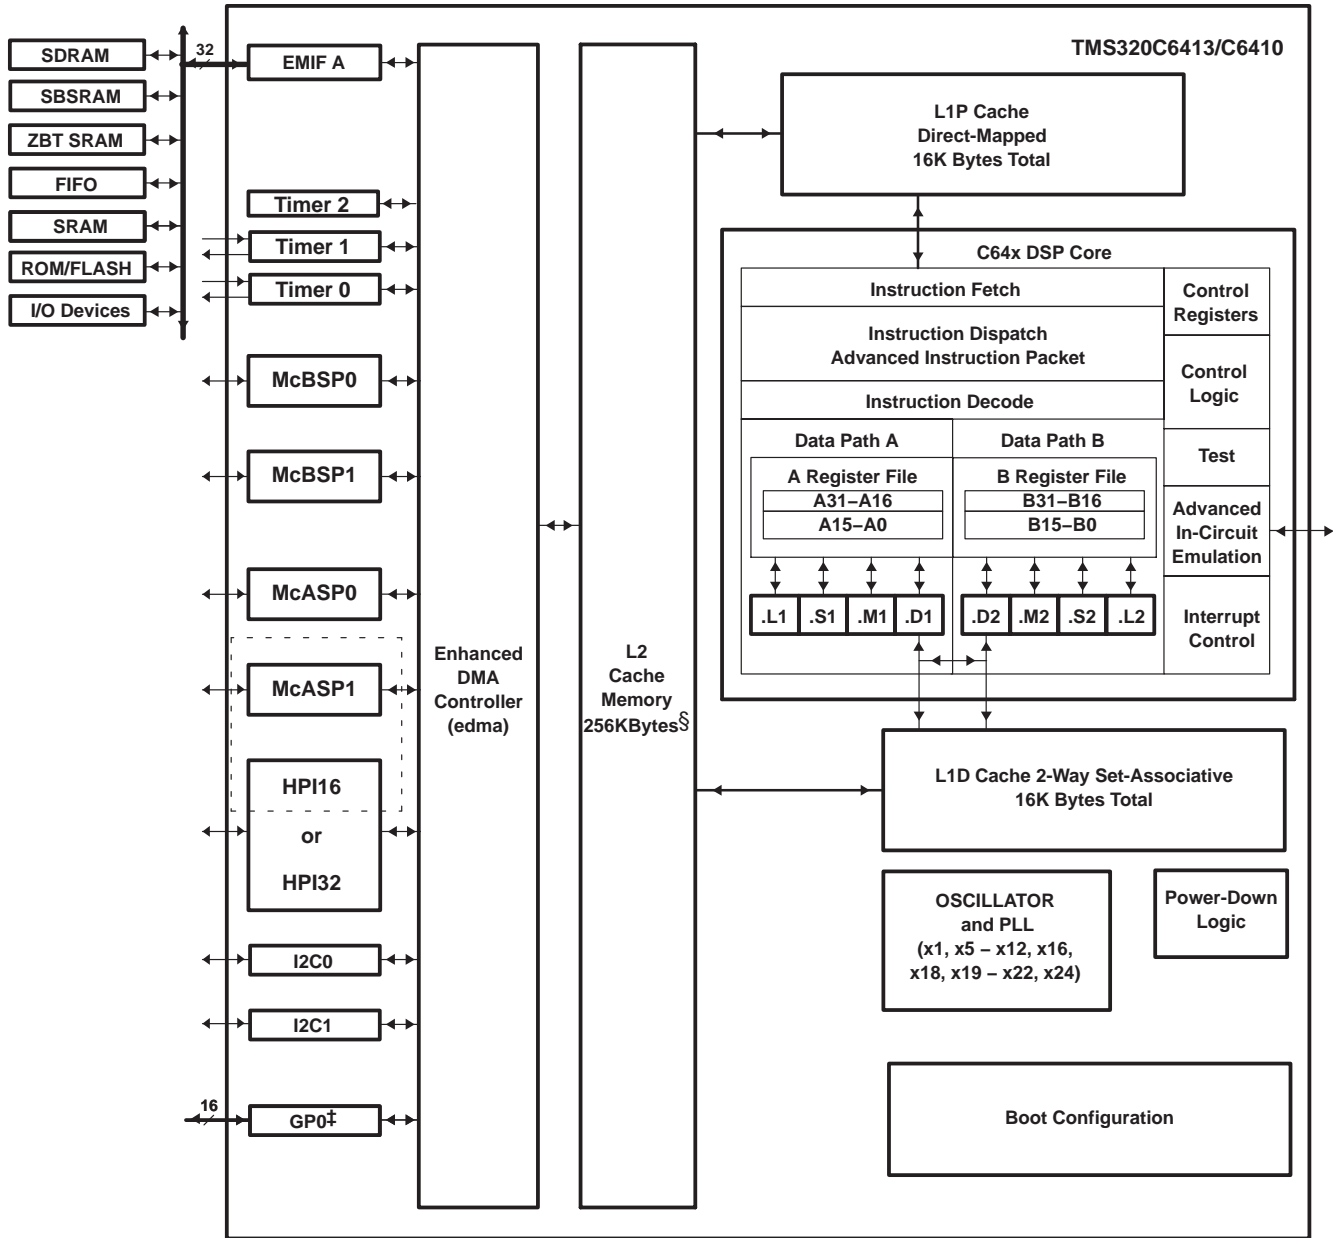 TMS320C6413/C6410
SDRAM
SBSRAM
ZBT SRAM
FIFO
SRAM
ROM/FLASH
I/O Devices
32
EMIF A
Timer 2
Timer 1
Timer 0
McBSP0
McBSP1
McASP0
McASP1
HPI16
or
HPI32
I2C0
I2C1
16
GP0‡
Enhanced
DMA
Controller
(edma)
L2
Cache
Memory
256KBytes§
L1P Cache
Direct-Mapped
16K Bytes Total
C64x DSP Core
Instruction Fetch
Instruction Dispatch
Advanced Instruction Packet
Instruction Decode
Data Path A
A Register File
A31–A16
A15–A0
.L1
.S1
.M1
.D1
Data Path B
B Register File
B31–B16
B15–B0
.D2
.M2
.S2
.L2
Control
Registers
Control
Logic
Test
Advanced
In-Circuit
Emulation
Interrupt
Control
L1D Cache 2-Way Set-Associative
16K Bytes Total
OSCILLATOR
and PLL
(x1, x5 – x12, x16,
x18, x19 – x22, x24)
Power-Down
Logic
Boot Configuration